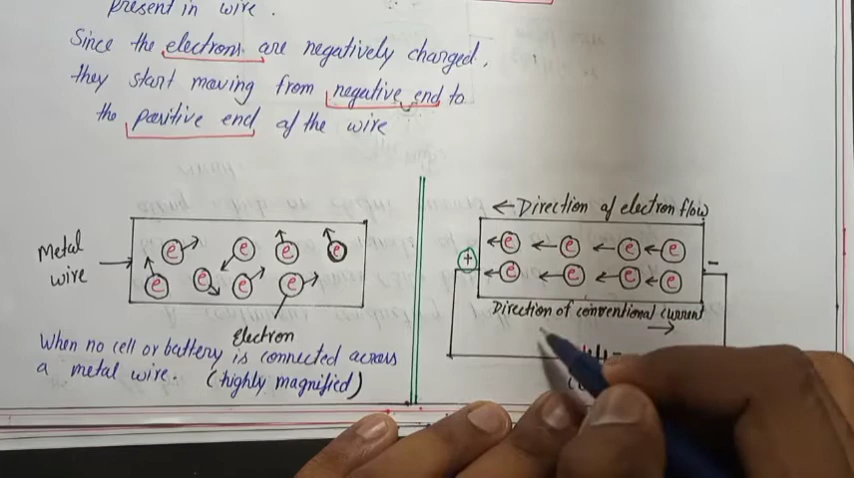 present in wire.
Since the electrons are negatively charged,
they start moving from negative end to
the positive end of the wire
Metal
wire
e e e e
e e e e
Electron
When no cell or battery is connected across
a metal wire. (highly magnified)
← Direction of electron flow
+ e e e e -
e e e e
Direction of conventional current
→